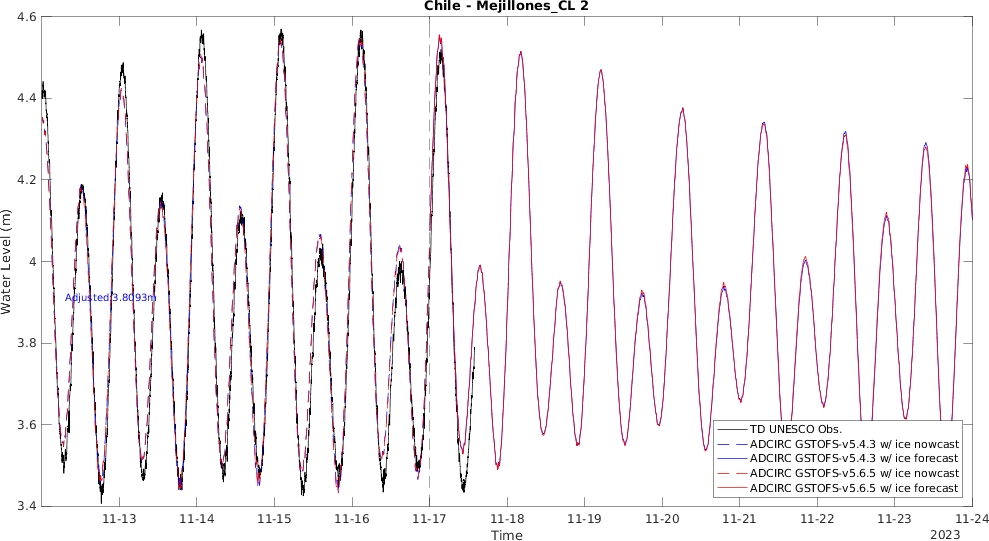 Chile - Mejillones_CL 2
4.6
4.4
4.2
4
3.8
3.6
3.4
Water Level (m)
Adjusted:3.8093m
TD UNESCO Obs.
ADCIRC GSTOFS-v5.4.3 w/ ice nowcast
ADCIRC GSTOFS-v5.4.3 w/ ice forecast
ADCIRC GSTOFS-v5.6.5 w/ ice nowcast
ADCIRC GSTOFS-v5.6.5 w/ ice forecast
11-13 11-14 11-15 11-16 11-17 11-18 11-19 11-20 11-21 11-22 11-23 11-24
Time
2023